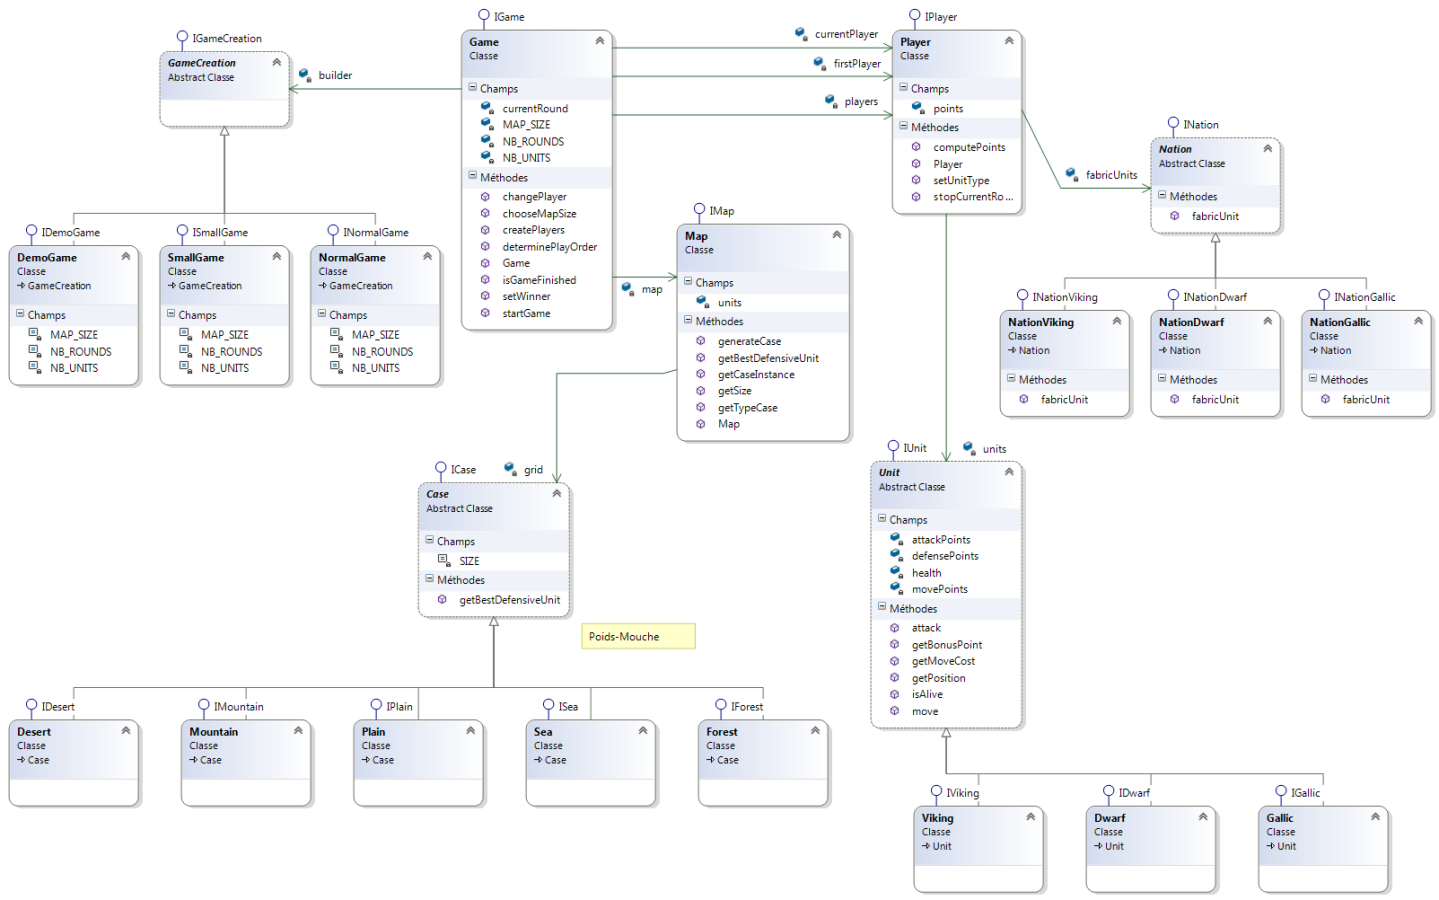 IGameCreation
GameCreation
Abstract Classe
builder
IGame
Game
Classe
Champs
currentRound
MAP_SIZE
NB_ROUNDS
NB_UNITS
Méthodes
changePlayer
chooseMapSize
createPlayers
determinePlayOrder
Game
isGameFinished
setWinner
startGame
currentPlayer
firstPlayer
players
map
IPlayer
Player
Classe
Champs
points
Méthodes
computePoints
Player
setUnitType
stopCurrentRo...
fabricUnits
INation
Nation
Abstract Classe
Méthodes
fabricUnit
IDemoGame
DemoGame
Classe
GameCreation
Champs
MAP_SIZE
NB_ROUNDS
NB_UNITS
ISmallGame
SmallGame
Classe
GameCreation
Champs
MAP_SIZE
NB_ROUNDS
NB_UNITS
INormalGame
NormalGame
Classe
GameCreation
Champs
MAP_SIZE
NB_ROUNDS
NB_UNITS
IMap
Map
Classe
Champs
units
Méthodes
generateCase
getBestDefensiveUnit
getCaseInstance
getSize
getTypeCase
Map
INationViking
NationViking
Classe
Nation
Méthodes
fabricUnit
INationDwarf
NationDwarf
Classe
Nation
Méthodes
fabricUnit
INationGallic
NationGallic
Classe
Nation
Méthodes
fabricUnit
ICase
grid
Case
Abstract Classe
Champs
SIZE
Méthodes
getBestDefensiveUnit
Poids-Mouche
IUnit
units
Unit
Abstract Classe
Champs
attackPoints
defensePoints
health
movePoints
Méthodes
attack
getBonusPoint
getMoveCost
getPosition
isAlive
move
IDesert
Desert
Classe
Case
IMountain
Mountain
Classe
Case
IPlain
Plain
Classe
Case
ISea
Sea
Classe
Case
IForest
Forest
Classe
Case
IViking
Viking
Classe
Unit
IDwarf
Dwarf
Classe
Unit
IGallic
Gallic
Classe
Unit